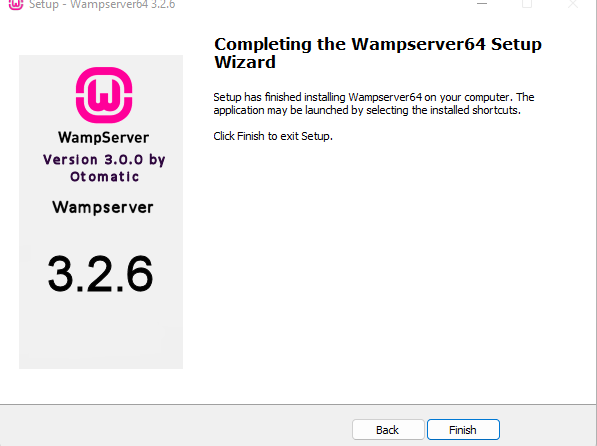 Setup - Wampserver64 3.2.6
Completing the Wampserver64 Setup
Wizard
Setup has finished installing Wampserver64 on your computer. The
application may be launched by selecting the installed shortcuts.
Click Finish to exit Setup.
WampServer
Version 3.0.0 by
Otomatic
Wampserver
3.2.6
Back
Finish